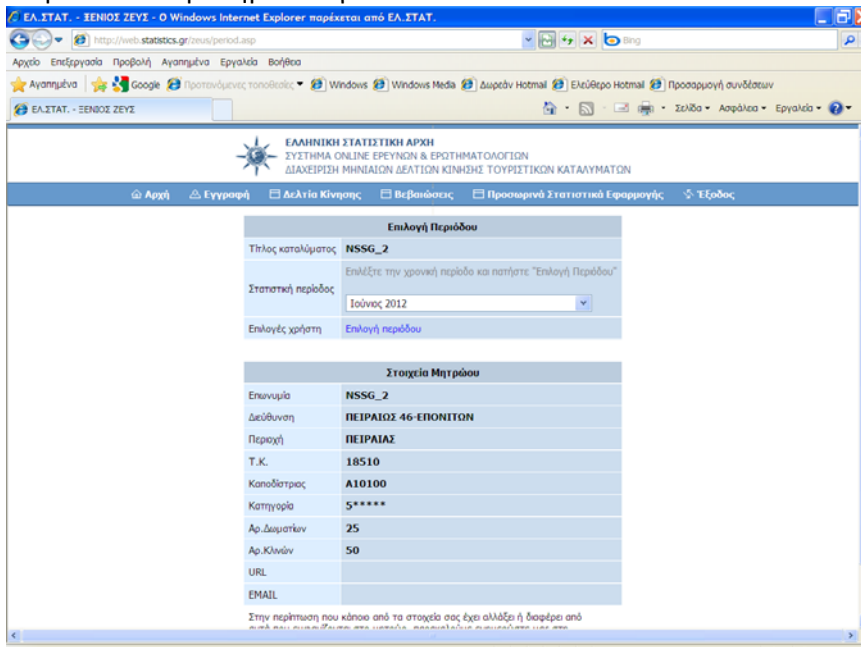 ΕΛ.ΣΤΑΤ. - ΞΕΝΙΟΣ ΖΕΥΣ - Ο Windows Internet Explorer παρέχεται από ΕΛ.ΣΤΑΤ.
http://web.statistics.gr/zeus/period.asp
Bing
Αρχείο Επεξεργασία Προβολή Αγαπημένα Εργαλεία Βοήθεια
Αγαπημένα Google Προτεινόμενες τοποθεσίες Windows Windows Media Δωρεάν Hotmail Ελεύθερο Hotmail Προσαρμογή συνδέσεων
ΕΛ.ΣΤΑΤ. - ΞΕΝΙΟΣ ΖΕΥΣ Σελίδα Ασφάλεια Εργαλεία
ΕΛΛΗΝΙΚΗ ΣΤΑΤΙΣΤΙΚΗ ΑΡΧΗ
ΣΥΣΤΗΜΑ ONLINE ΕΡΕΥΝΩΝ & ΕΡΩΤΗΜΑΤΟΛΟΓΙΩΝ
ΔΙΑΧΕΙΡΙΣΗ ΜΗΝΙΑΙΩΝ ΔΕΛΤΙΩΝ ΚΙΝΗΣΗΣ ΤΟΥΡΙΣΤΙΚΩΝ ΚΑΤΑΛΥΜΑΤΩΝ
Αρχή Εγγραφή Δελτία Κίνησης Βεβαιώσεις Προσωρινά Στατιστικά Εφαρμογής Έξοδος
Επιλογή Περιόδου
Τίτλος καταλύματος NSSG_2
Επιλέξτε την χρονική περίοδο και πατήστε "Επιλογή Περιόδου"
Στατιστική περίοδος
Ιούνιος 2012
Επιλογές χρήστη Επιλογή περιόδου
Στοιχεία Μητρώου
Επωνυμία NSSG_2
Διεύθυνση ΠΕΙΡΑΙΩΣ 46-ΕΠΟΝΙΤΩΝ
Περιοχή ΠΕΙΡΑΙΑΣ
Τ.Κ. 18510
Καποδίστριας A10100
Κατηγορία 5*****
Αρ.Δωματίων 25
Αρ.Κλινών 50
URL
EMAIL
Στην περίπτωση που κάποιο από τα στοιχεία σας έχει αλλάξει ή διαφέρει από